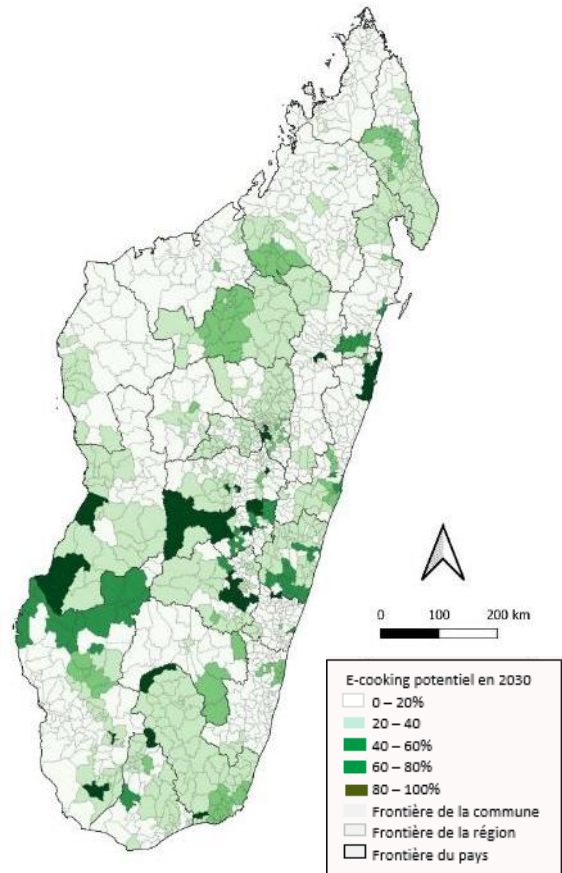 0 100 200 km
E-cooking potentiel en 2030
0 – 20%
20 – 40
40 – 60%
60 – 80%
80 – 100%
Frontière de la commune
Frontière de la région
Frontière du pays